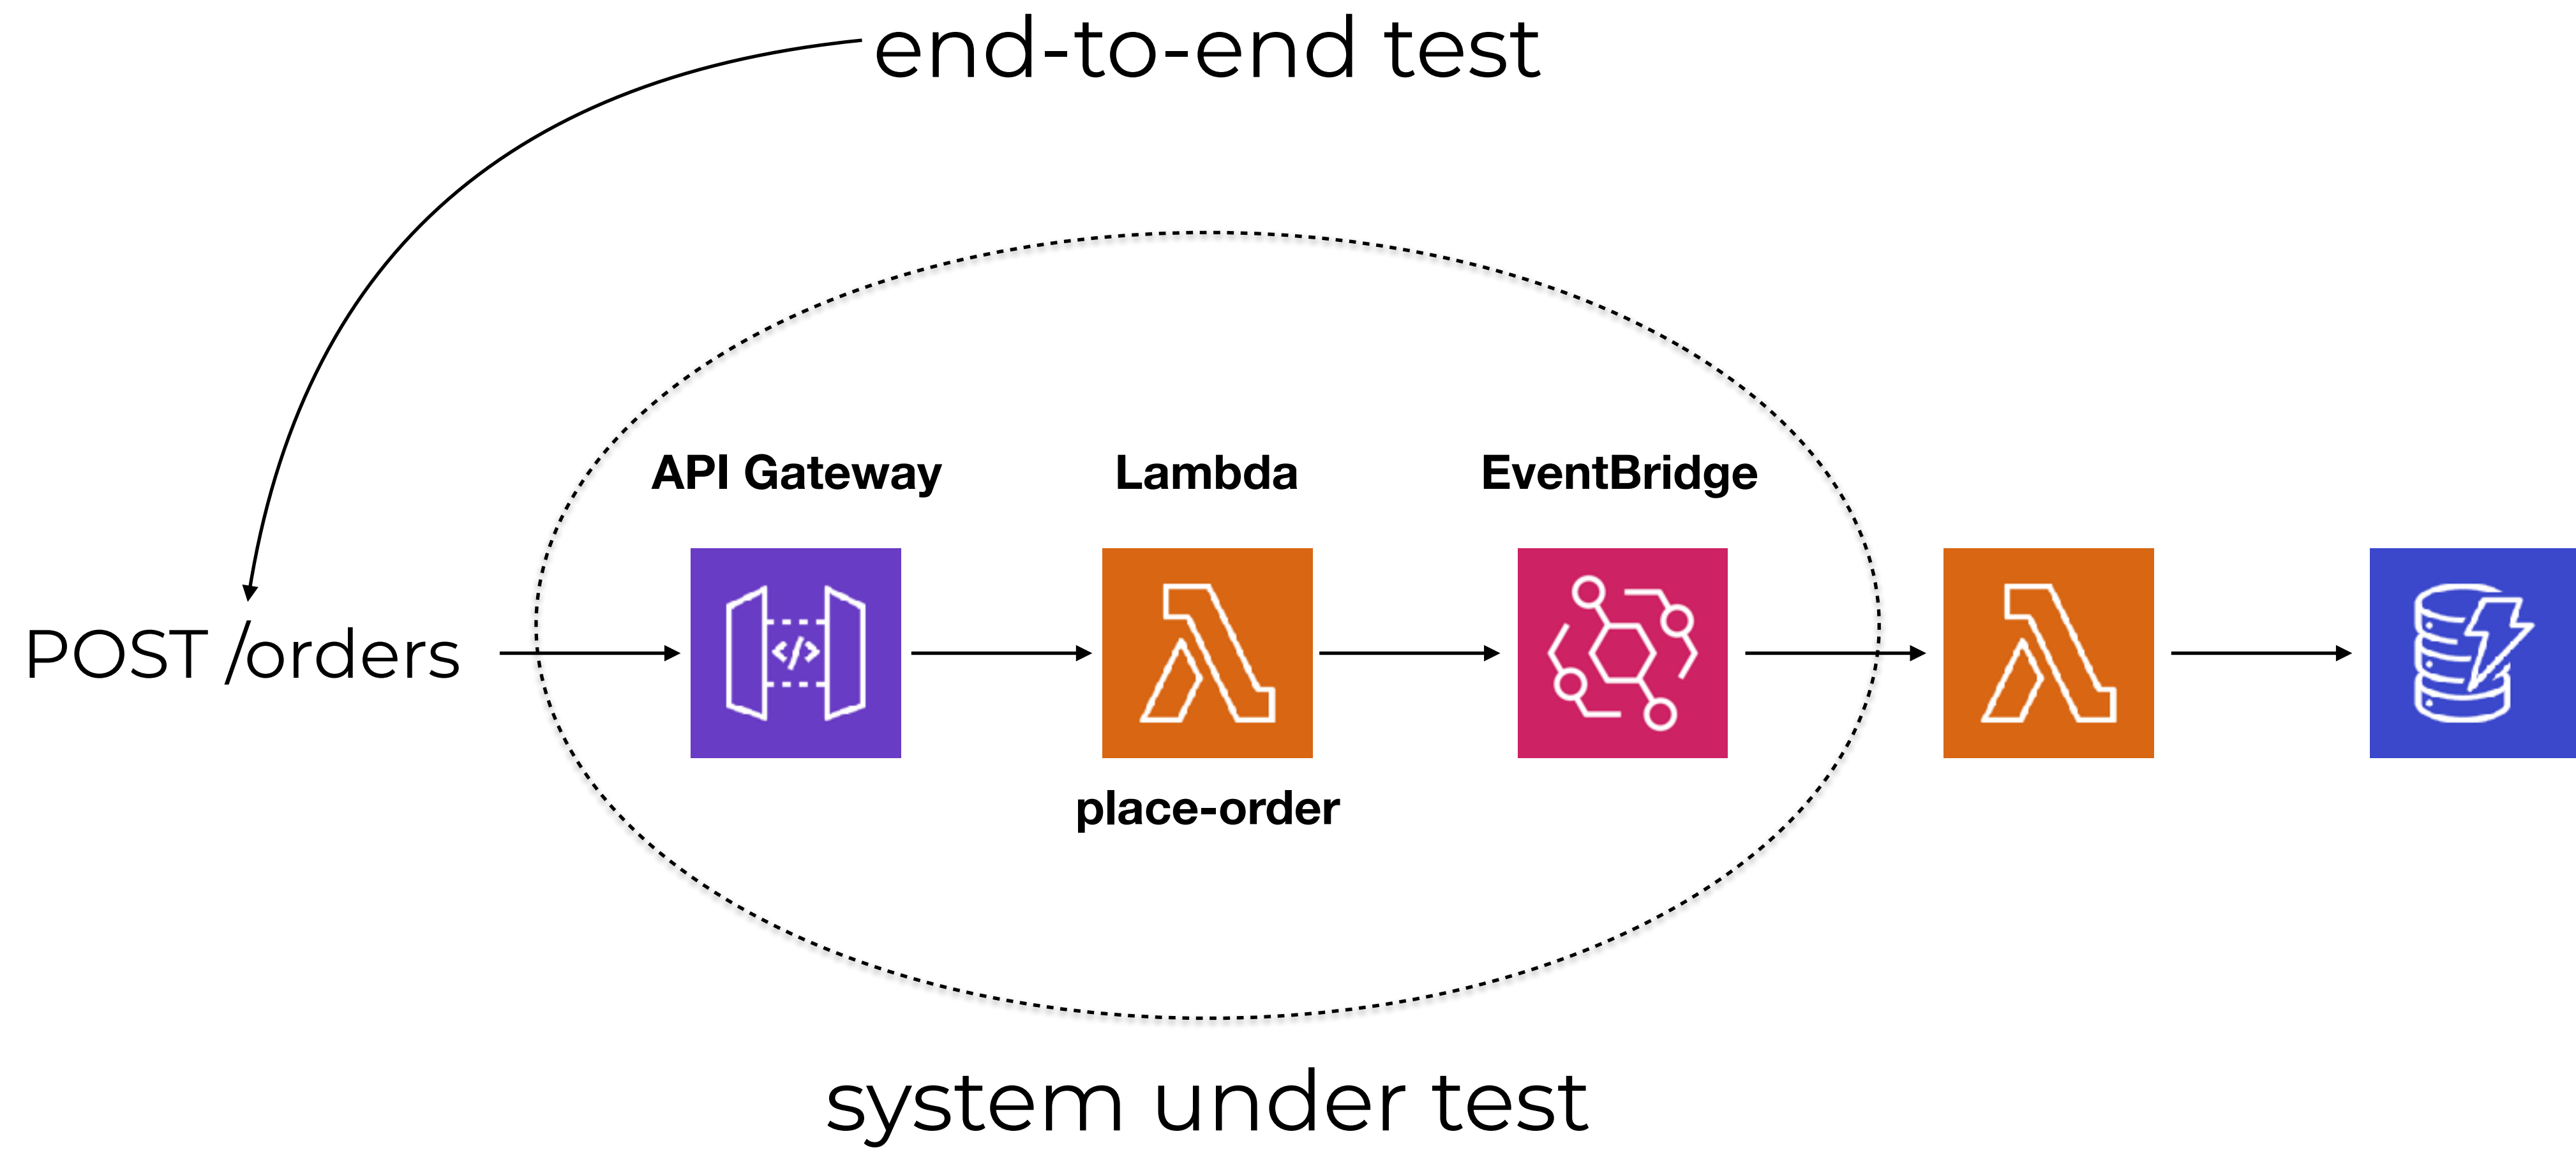 end-to-end test
API Gateway
Lambda
EventBridge
</>
POST /orders
place-order
system under test